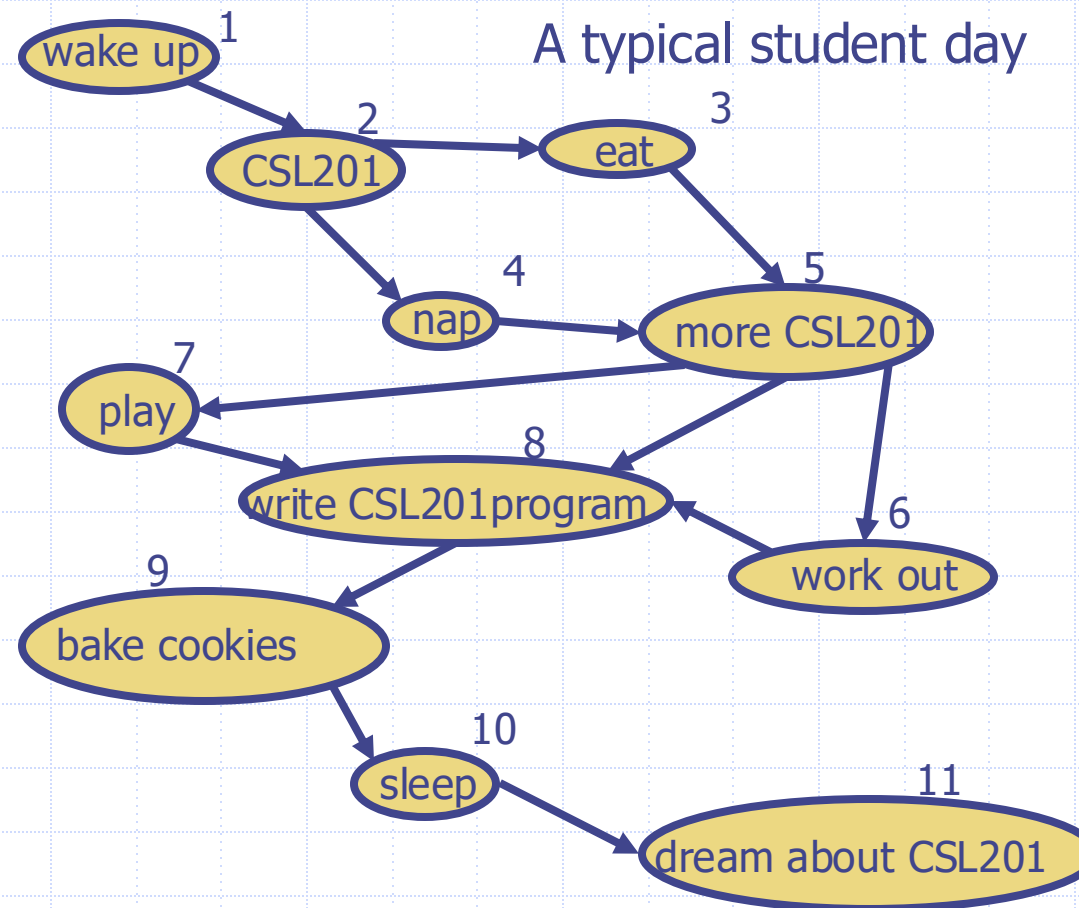 A typical student day
wake up 1
CSL201 2
eat 3
nap 4
more CSL201 5
play 7
write CSL201program 8
work out 6
bake cookies 9
sleep 10
dream about CSL201 11